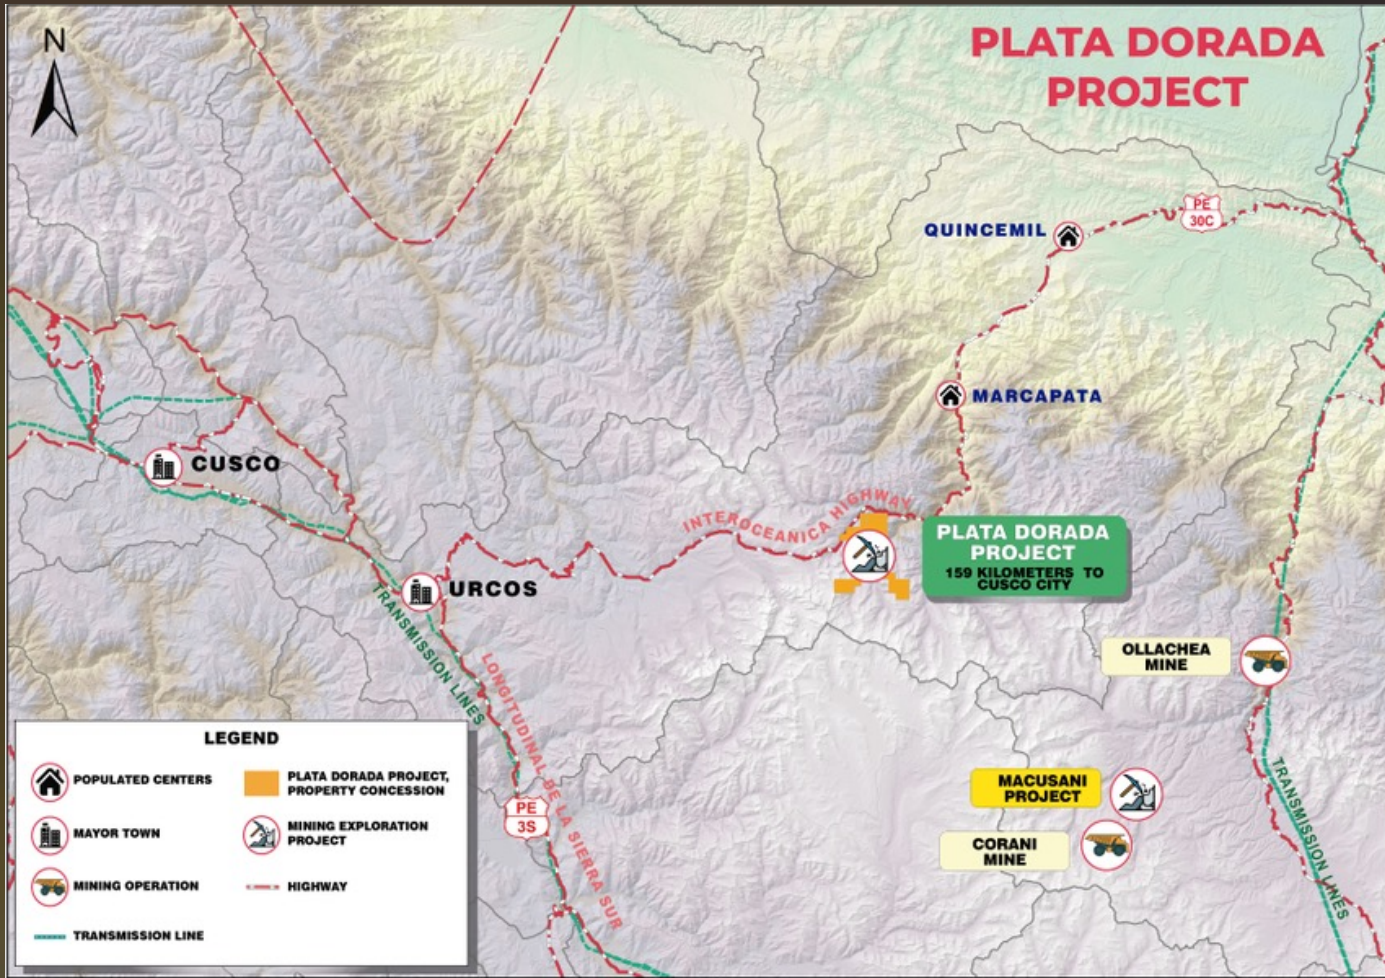 N
PLATA DORADA
PROJECT
QUINCEMIL
PE
30C
MARCAPATA
CUSCO
INTEROCEANICA HIGHWAY
PLATA DORADA
PROJECT
159 KILOMETERS TO
CUSCO CITY
URCOS
TRANSMISSION LINES
LONGITUDINAL DE LA SIERRA SUR
OLLACHEA
MINE
PE
3S
MACUSANI
PROJECT
CORANI
MINE
TRANSMISSION LINES
LEGEND
POPULATED CENTERS
MAYOR TOWN
MINING OPERATION
TRANSMISSION LINE
PLATA DORADA PROJECT,
PROPERTY CONCESSION
MINING EXPLORATION
PROJECT
HIGHWAY